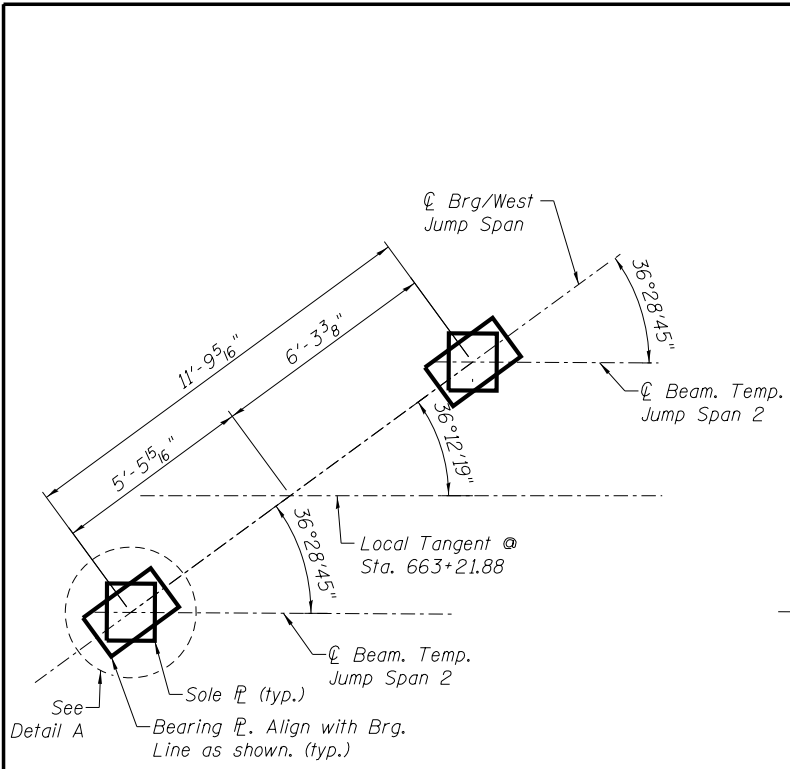 ℄ Brg/West
Jump Span
36°28'45"
11'-9 5/16"
6'-3 3/8"
℄ Beam. Temp.
Jump Span 2
36°12'19"
5'-5 15/16"
Local Tangent @
Sta. 663+21.88
36°28'45"
℄ Beam. Temp.
Jump Span 2
Sole ⅊ (typ.)
See
Detail A
Bearing ⅊. Align with Brg.
Line as shown. (typ.)